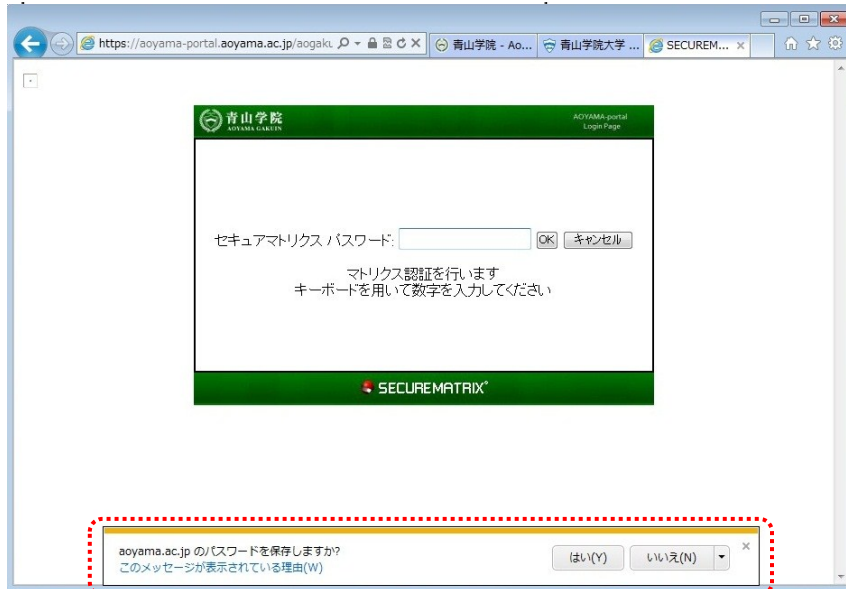 https://aoyama-portal.aoyama.ac.jp/aogakı
青山学院 - Ao...
青山学院大学 ...
SECUREM...
青山学院
AOYAMA GAKUIN
AOYAMA-portal
Login Page
セキュアマトリクス パスワード:
OK
キャンセル
マトリクス認証を行います
キーボードを用いて数字を入力してください
SECUREMATRIX®
aoyama.ac.jp のパスワードを保存しますか?
このメッセージが表示されている理由(W)
はい(Y)
いいえ(N)